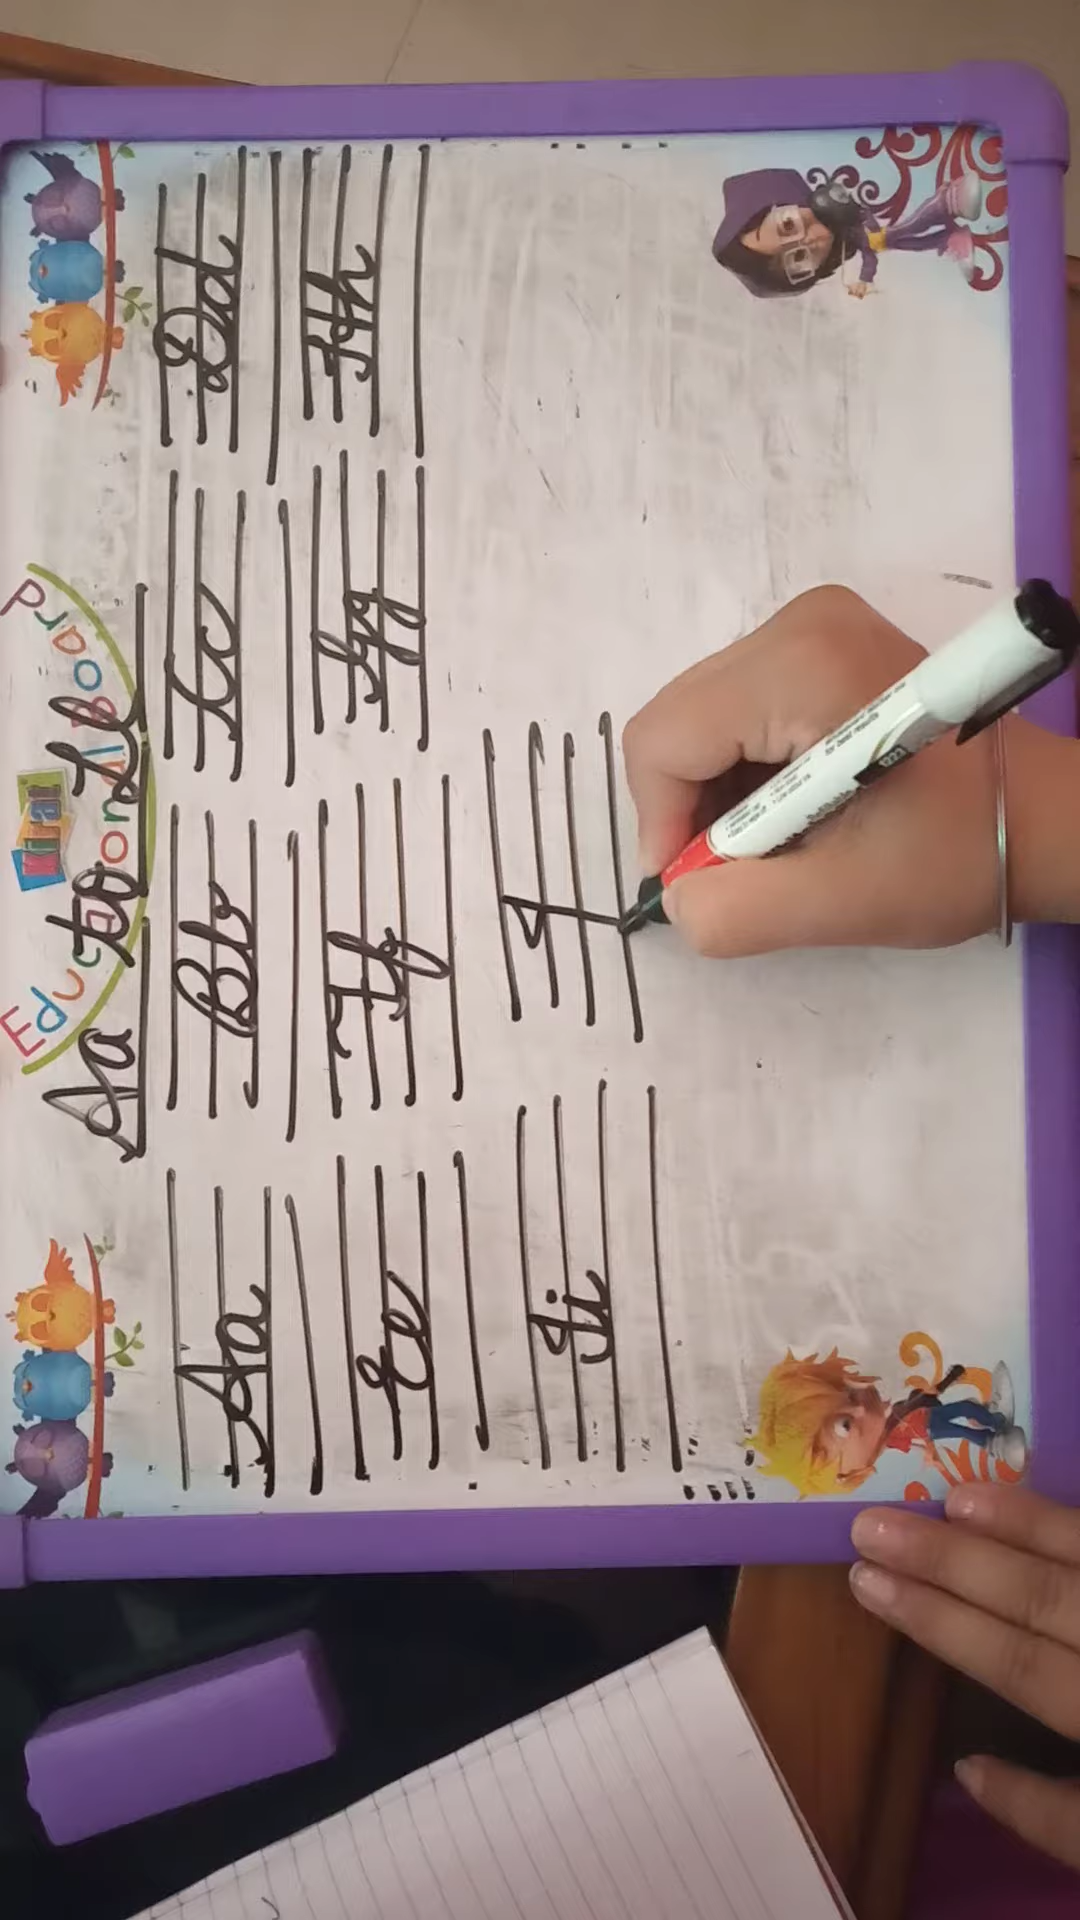 Educational Board
Aa to Ll
Aa Bb Cc Dd
Ee Ff Gg Hh
Ii J